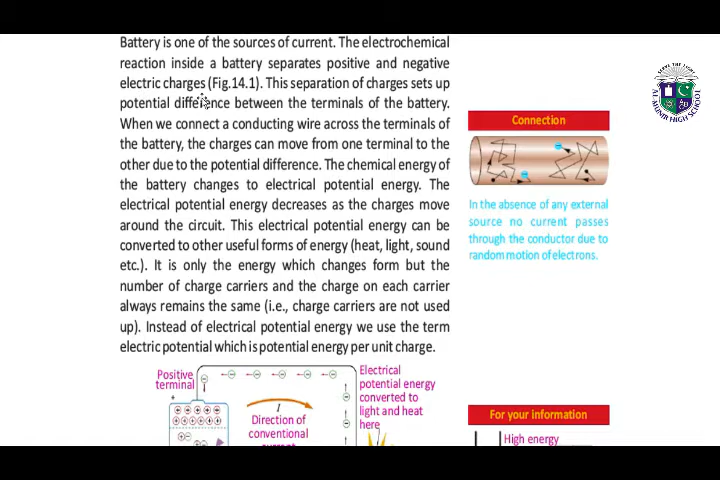 Battery is one of the sources of current. The electrochemical
reaction inside a battery separates positive and negative
electric charges (Fig.14.1). This separation of charges sets up
potential difference between the terminals of the battery.
When we connect a conducting wire across the terminals of
the battery, the charges can move from one terminal to the
other due to the potential difference. The chemical energy of
the battery changes to electrical potential energy. The
electrical potential energy decreases as the charges move
around the circuit. This electrical potential energy can be
converted to other useful forms of energy (heat, light, sound
etc.). It is only the energy which changes form but the
number of charge carriers and the charge on each carrier
always remains the same (i.e., charge carriers are not used
up). Instead of electrical potential energy we use the term
electric potential which is potential energy per unit charge.
Positive
terminal
+
I
Direction of
conventional
current
Electrical
potential energy
converted to
light and heat
here
Connection
In the absence of any external
source no current passes
through the conductor due to
random motion of electrons.
For your information
High energy
AL-MUNIR HIGH SCHOOL